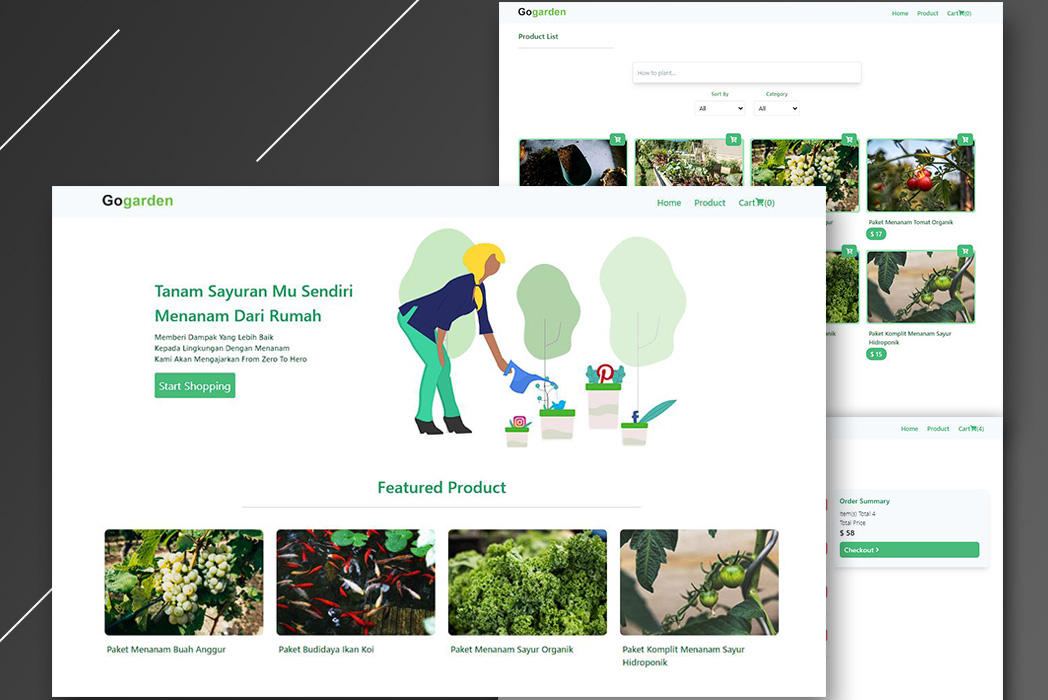 Gogarden
Home Product Cart(0)
Product List
How to plant...
Sort By Category
All All
Paket Menanam Tomat Organik
$ 17
Paket Komplit Menanam Sayur
Hidroponik
$ 15
Gogarden
Home Product Cart(0)
Tanam Sayuran Mu Sendiri
Menanam Dari Rumah
Memberi Dampak Yang Lebih Baik
Kepada Lingkungan Dengan Menanam
Kami Akan Mengajarkan From Zero To Hero
Start Shopping
Featured Product
Paket Menanam Buah Anggur
Paket Budidaya Ikan Koi
Paket Menanam Sayur Organik
Paket Komplit Menanam Sayur
Hidroponik
Home Product Cart(4)
Order Summary
Item(s) Total 4
Total Price
$ 58
Checkout >